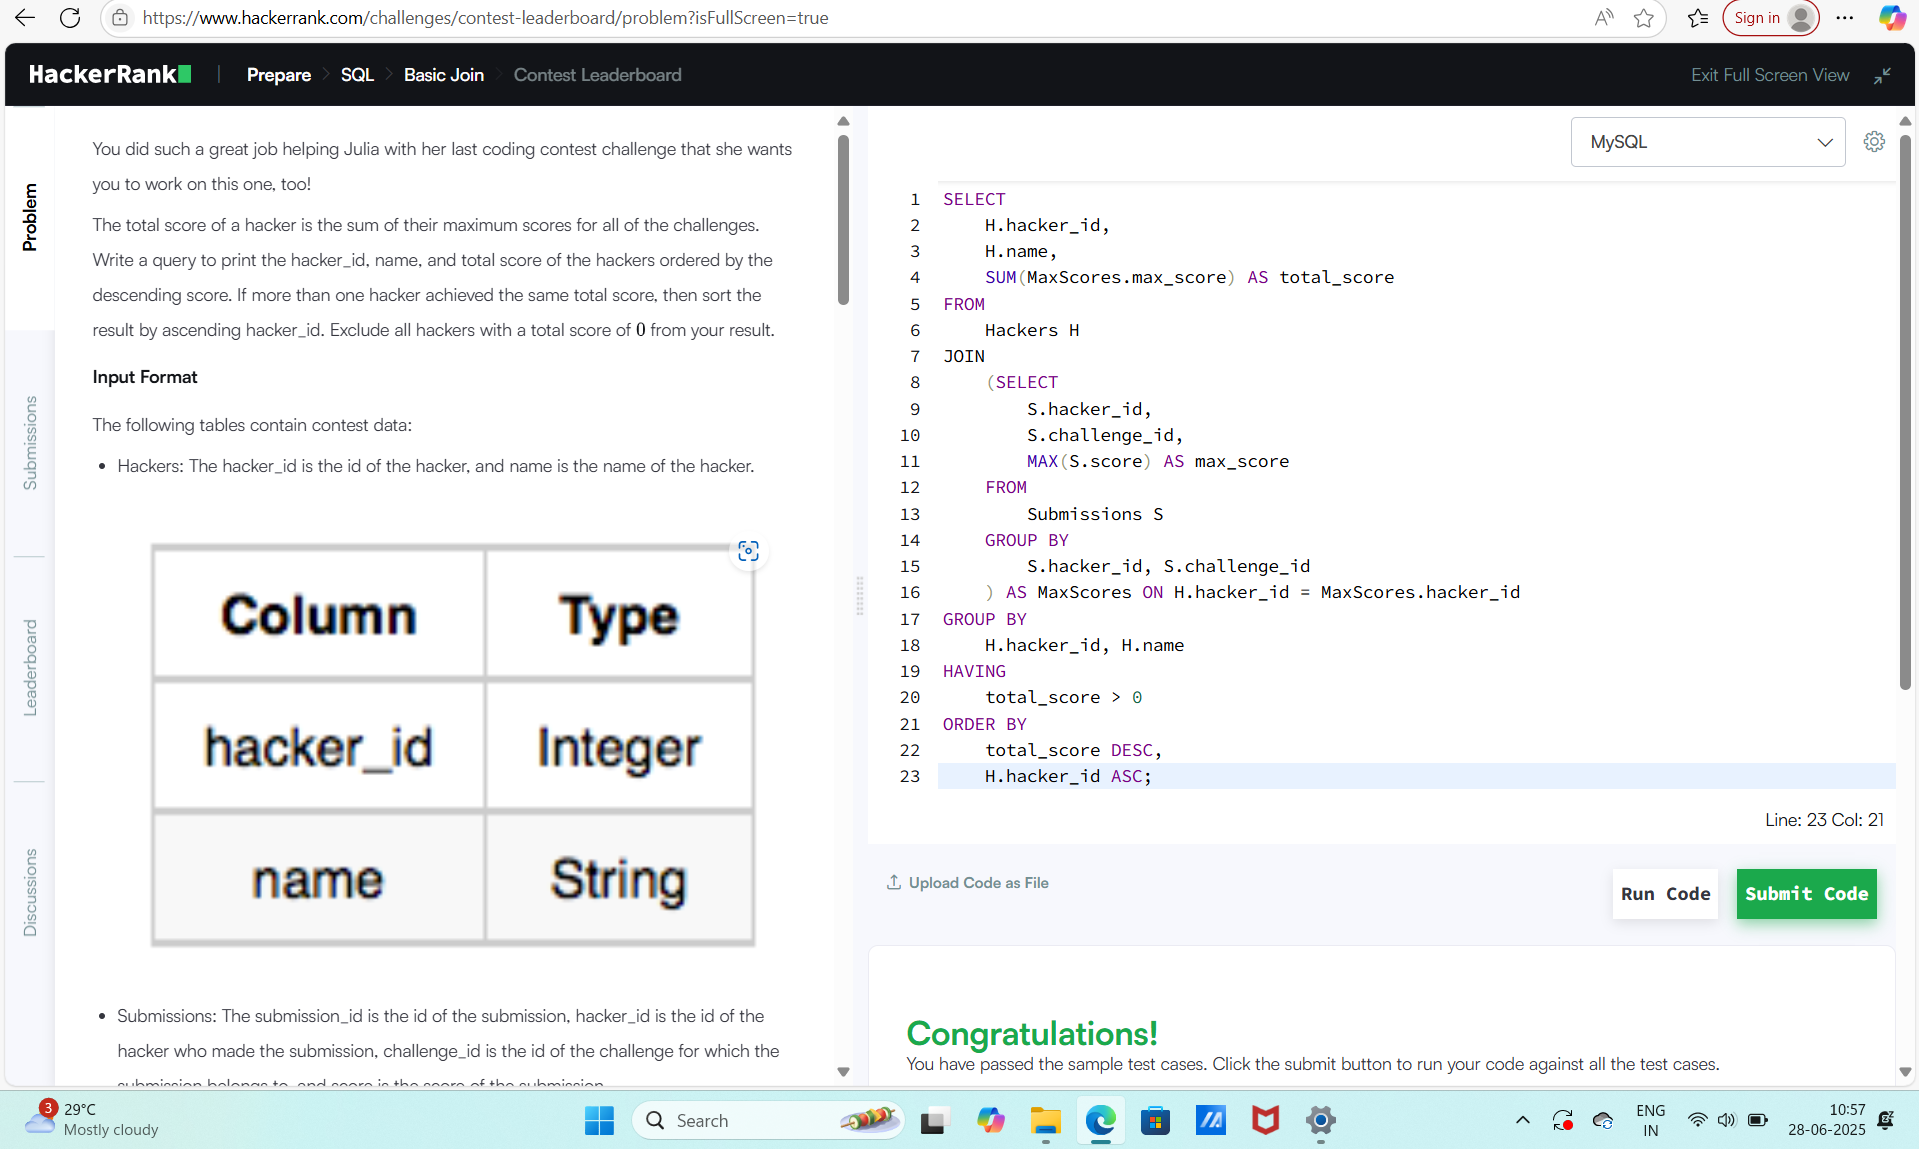 https://www.hackerrank.com/challenges/contest-leaderboard/problem?isFullScreen=true
Sign in
HackerRank
Prepare
SQL
Basic Join
Contest Leaderboard
Exit Full Screen View
Problem
Submissions
Leaderboard
Discussions
You did such a great job helping Julia with her last coding contest challenge that she wants
you to work on this one, too!
The total score of a hacker is the sum of their maximum scores for all of the challenges.
Write a query to print the hacker_id, name, and total score of the hackers ordered by the
descending score. If more than one hacker achieved the same total score, then sort the
result by ascending hacker_id. Exclude all hackers with a total score of 0 from your result.
Input Format
The following tables contain contest data:
• Hackers: The hacker_id is the id of the hacker, and name is the name of the hacker.
Column Type
hacker_id Integer
name String
• Submissions: The submission_id is the id of the submission, hacker_id is the id of the
hacker who made the submission, challenge_id is the id of the challenge for which the
submission belongs to, and score is the score of the submission.
MySQL
1 SELECT
2 H.hacker_id,
3 H.name,
4 SUM(MaxScores.max_score) AS total_score
5 FROM
6 Hackers H
7 JOIN
8 (SELECT
9 S.hacker_id,
10 S.challenge_id,
11 MAX(S.score) AS max_score
12 FROM
13 Submissions S
14 GROUP BY
15 S.hacker_id, S.challenge_id
16 ) AS MaxScores ON H.hacker_id = MaxScores.hacker_id
17 GROUP BY
18 H.hacker_id, H.name
19 HAVING
20 total_score > 0
21 ORDER BY
22 total_score DESC,
23 H.hacker_id ASC;
Line: 23 Col: 21
Upload Code as File
Run Code
Submit Code
Congratulations!
You have passed the sample test cases. Click the submit button to run your code against all the test cases.
3
29°C
Mostly cloudy
Search
ENG
IN
10:57
28-06-2025